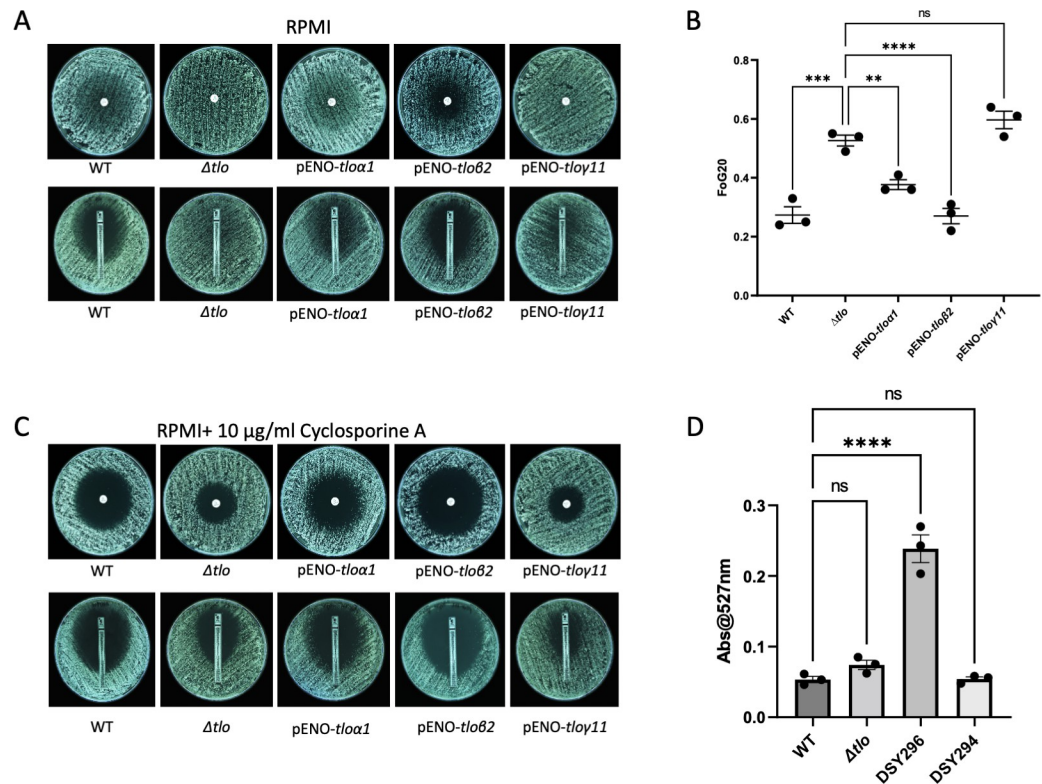 A
RPMI
WT
Δtlo
pENO-tloα1
pENO-tloβ2
pENO-tloγ11
WT
Δtlo
pENO-tloα1
pENO-tloβ2
pENO-tloγ11
B
ns
****
***
**
0.8
0.6
0.4
0.2
0.0
FoG20
WT
Δtlo
pENO-tloα1
pENO-tloβ2
pENO-tloγ11
C
RPMI+ 10 µg/ml Cyclosporine A
WT
Δtlo
pENO-tloα1
pENO-tloβ2
pENO-tloγ11
WT
Δtlo
pENO-tloα1
pENO-tloβ2
pENO-tloγ11
D
ns
****
ns
0.3
0.2
0.1
0.0
Abs@527nm
WT
Δtlo
DSY296
DSY294